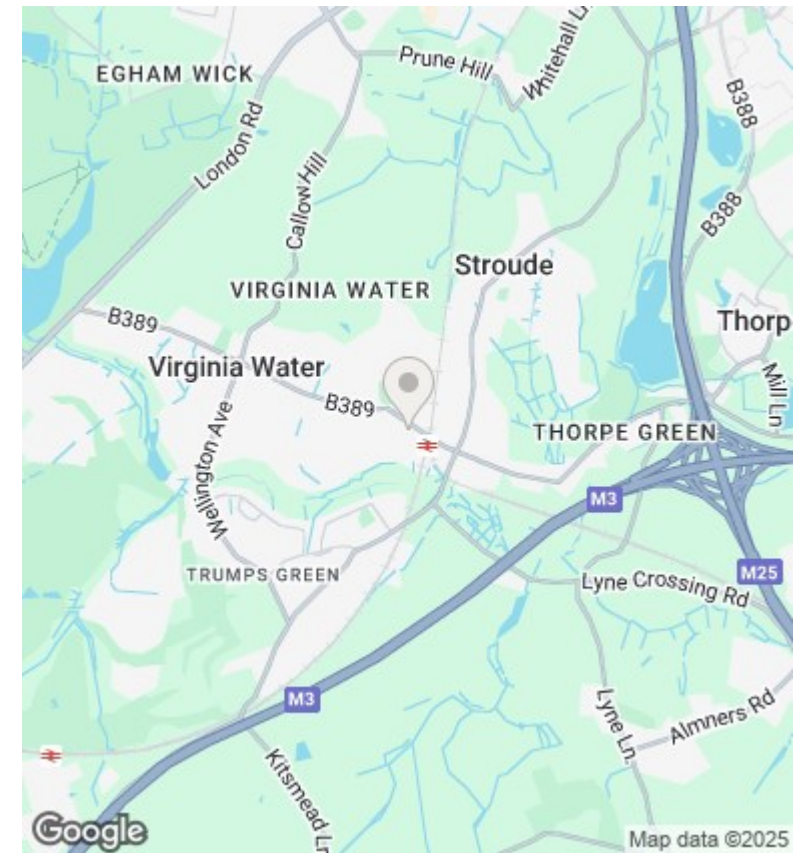 Prune Hill
Whitehall Ln
EGHAM WICK
B388
London Rd
Callow Hill
B388
Stroude
VIRGINIA WATER
B389
Thorp
Virginia Water
Mill Ln
B389
THORPE GREEN
Wellington Ave
M3
TRUMPS GREEN
M25
Lyne Crossing Rd
M3
Lyne Ln.
Almners Rd
Kitsmead Ln
Google
Map data ©2025